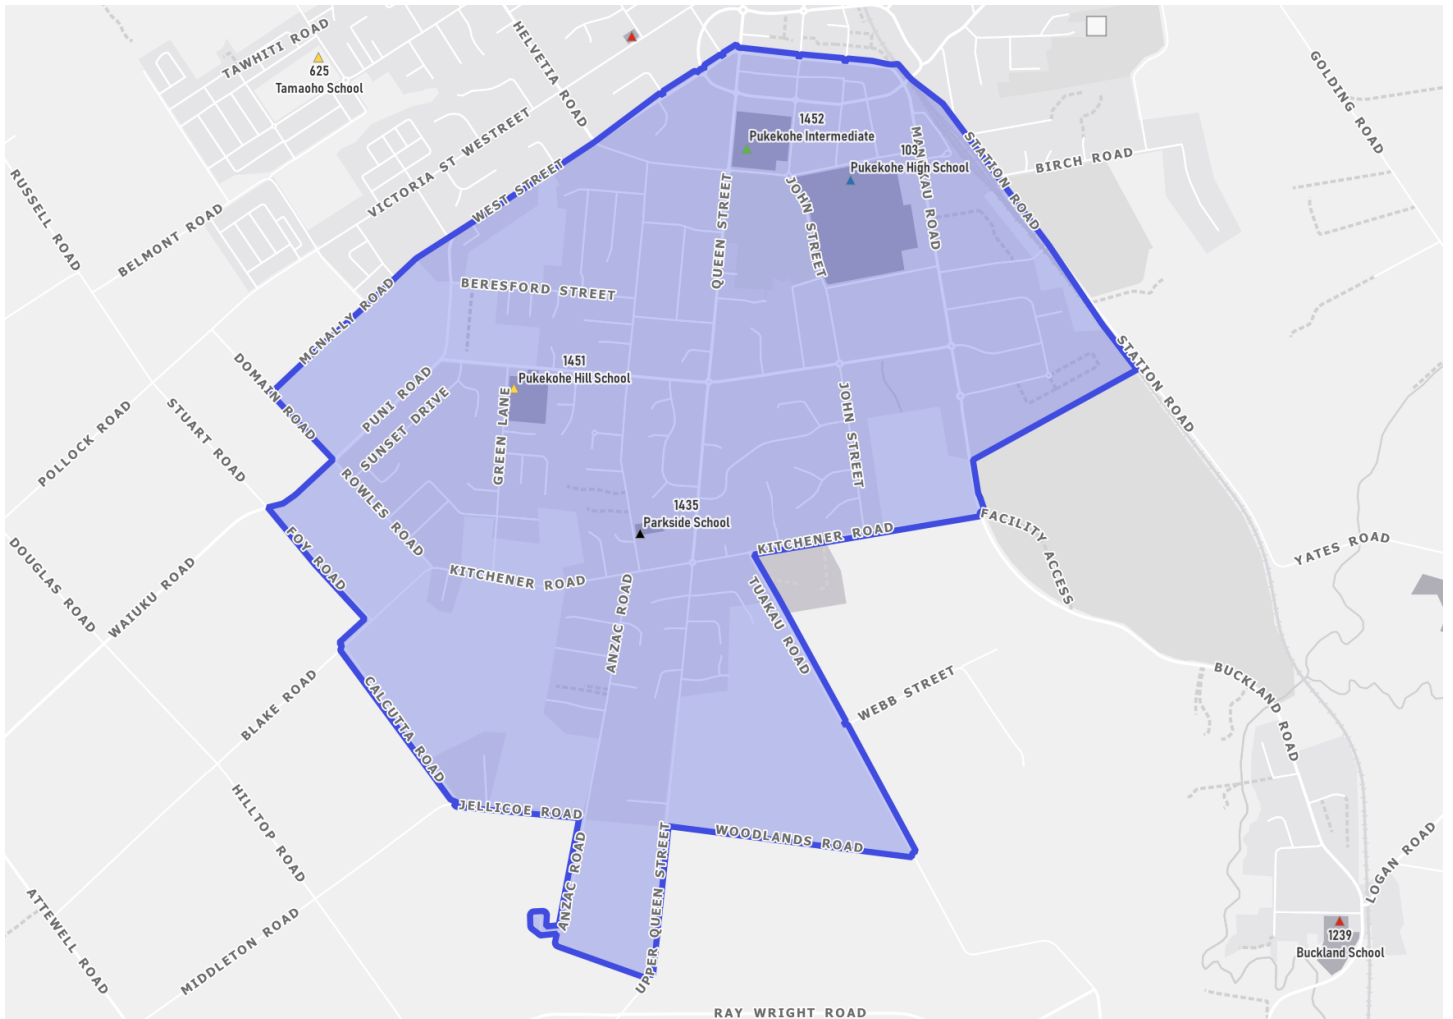 TAWHITI ROAD
HELVETIA ROAD
GOLDING ROAD
625
Tamaoho School
1452
Pukekohe Intermediate
VICTORIA ST WESTREET
103
Pukekohe High School
MANUKAU ROAD
STATION ROAD
BIRCH ROAD
RUSSELL ROAD
BELMONT ROAD
WEST STREET
QUEEN STREET
JOHN STREET
BERESFORD STREET
MCNALLY ROAD
1451
Pukekohe Hill School
DOMAIN ROAD
PUNI ROAD
SUNSET DRIVE
GREEN LANE
JOHN STREET
STATION ROAD
POLLOCK ROAD
STUART ROAD
ROWLES ROAD
1435
Parkside School
KITCHENER ROAD
FACILITY ACCESS
YATES ROAD
DOUGLAS ROAD
WAIUKU ROAD
FOY ROAD
KITCHENER ROAD
ANZAC ROAD
TUAKAU ROAD
WEBB STREET
BUCKLAND ROAD
BLAKE ROAD
CALCUTTA ROAD
HILLTOP ROAD
JELLICOE ROAD
WOODLANDS ROAD
LOGAN ROAD
ANZAC ROAD
UPPER QUEEN STREET
ATTEWELL ROAD
MIDDLETON ROAD
1239
Buckland School
RAY WRIGHT ROAD